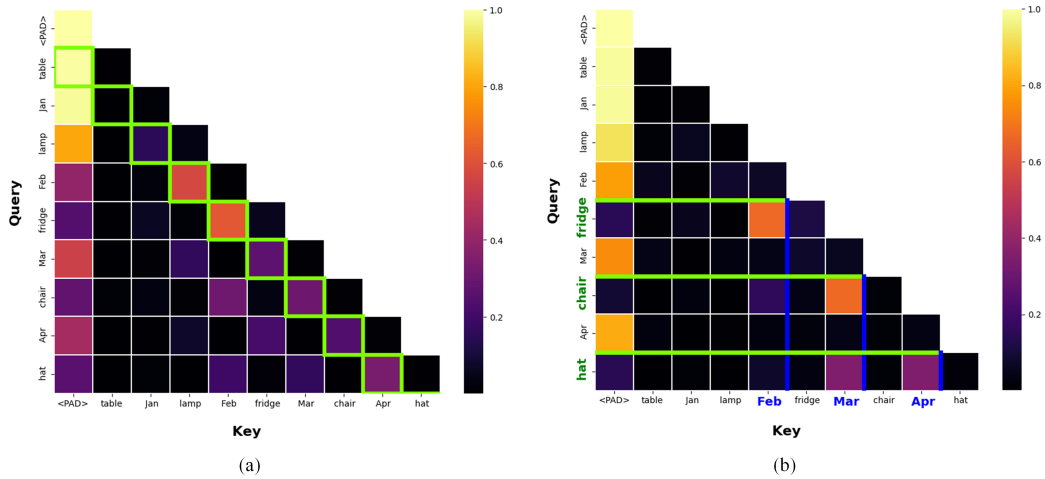 <PAD>
table
Jan
lamp
Feb
fridge
Mar
chair
Apr
hat
Query
<PAD> table Jan lamp Feb fridge Mar chair Apr hat
Key
1.0
0.8
0.6
0.4
0.2
(a)
<PAD>
table
Jan
lamp
Feb
fridge
Mar
chair
Apr
hat
Query
<PAD> table Jan lamp Feb fridge Mar chair Apr hat
Key
1.0
0.8
0.6
0.4
0.2
0.0
(b)